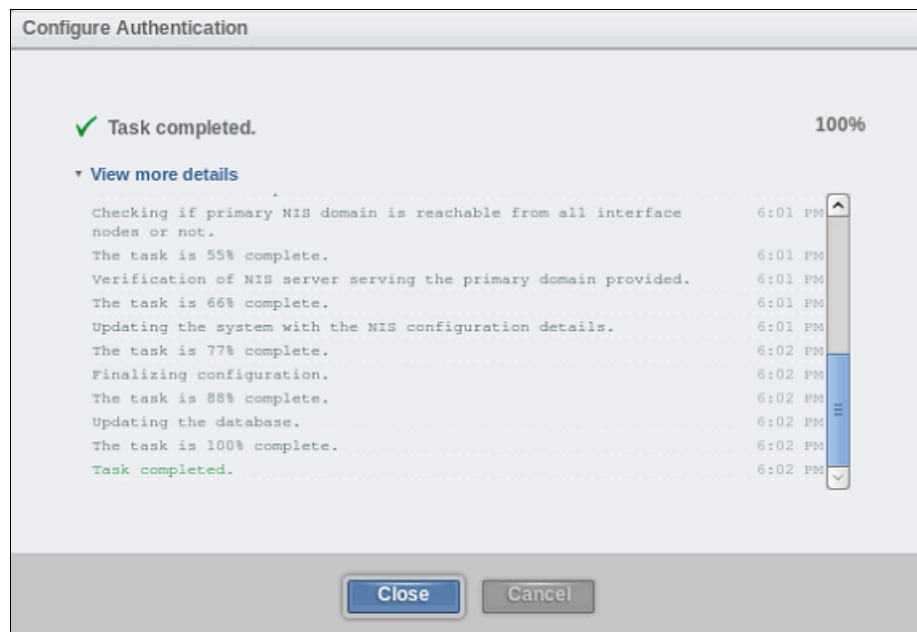 Configure Authentication
Task completed.
100%
View more details
Checking if primary NIS domain is reachable from all interface 6:01 PM
nodes or not.
The task is 55% complete. 6:01 PM
Verification of NIS server serving the primary domain provided. 6:01 PM
The task is 66% complete. 6:01 PM
Updating the system with the NIS configuration details. 6:01 PM
The task is 77% complete. 6:02 PM
Finalizing configuration. 6:02 PM
The task is 88% complete. 6:02 PM
Updating the database. 6:02 PM
The task is 100% complete. 6:02 PM
Task completed. 6:02 PM
Close
Cancel